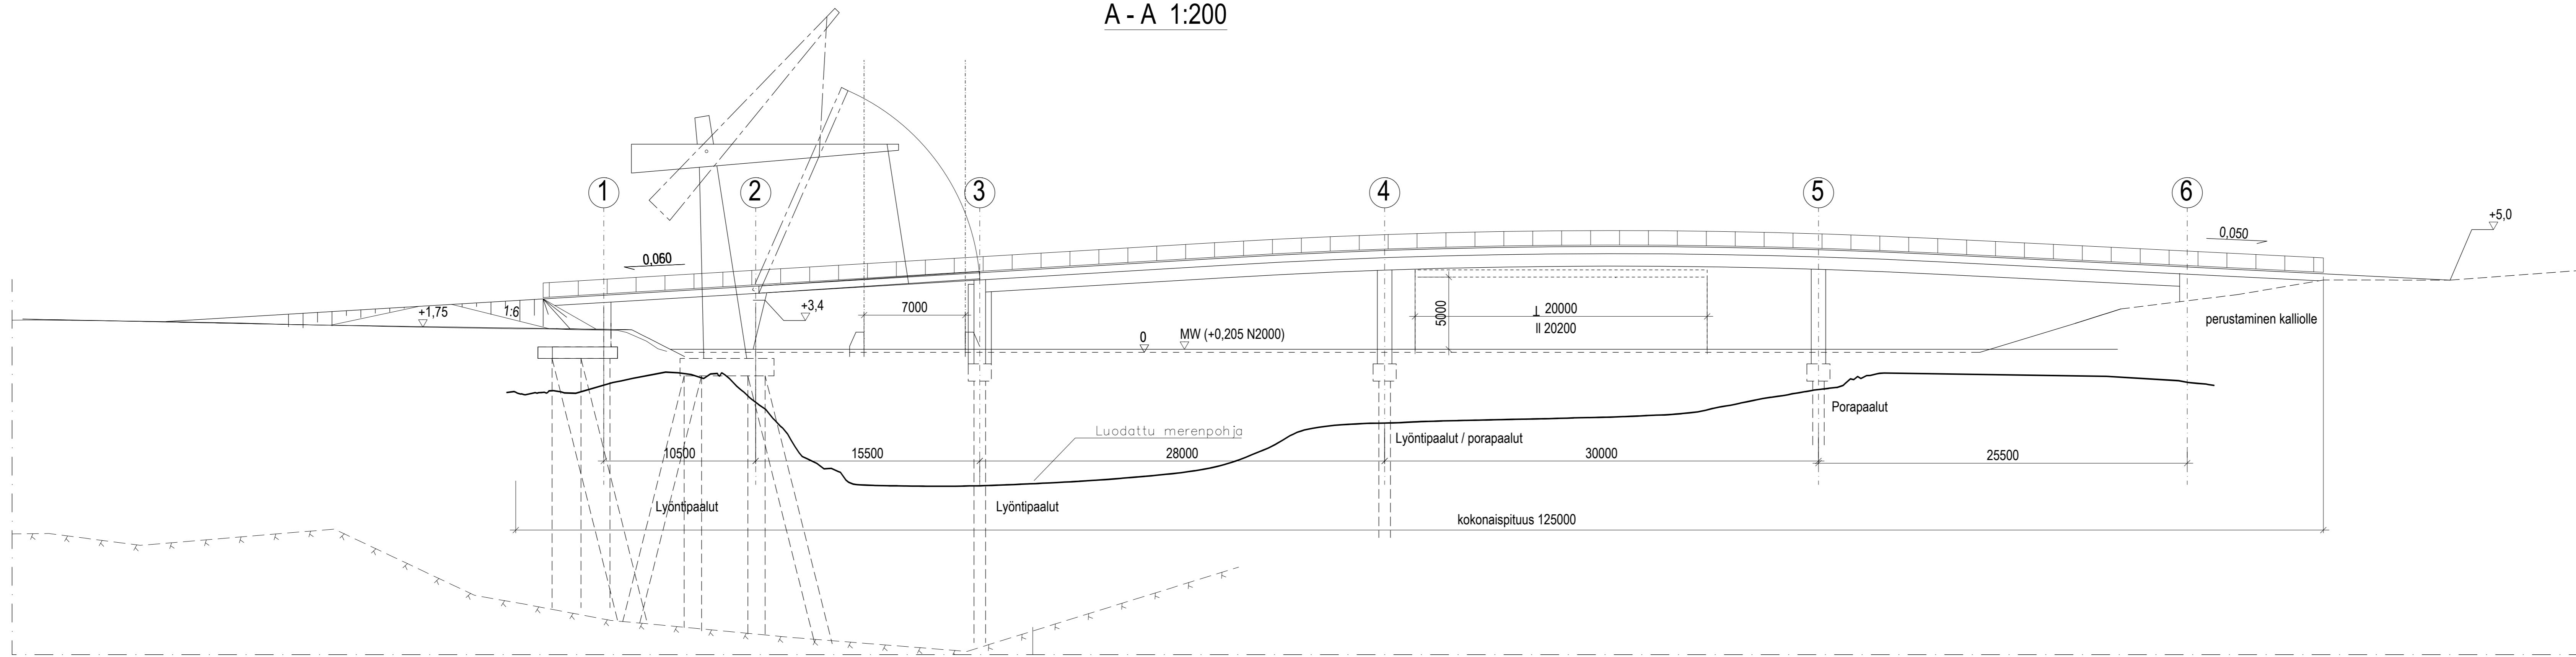 A - A 1:200
1
2
3
4
5
6
+5,0
0,050
0,060
+1,75
1:6
+3,4
7000
5000
⊥ 20000
II 20200
perustaminen kalliolle
0
MW (+0,205 N2000)
Porapaalut
Luodattu merenpohja
Lyöntipaalut / porapaalut
10500
15500
28000
30000
25500
Lyöntipaalut
Lyöntipaalut
kokonaispituus 125000